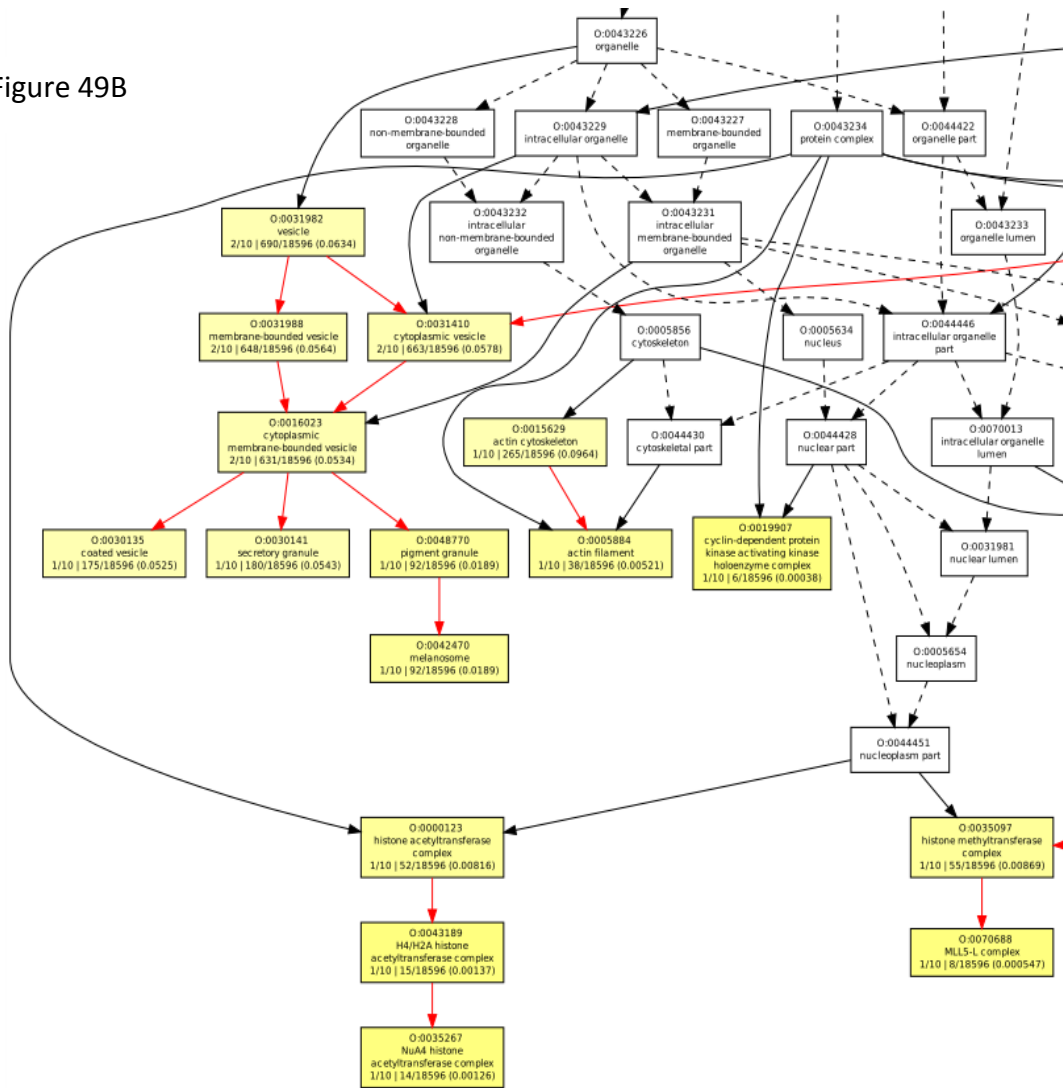 O:0043226
organelle
Figure 49B
O:0043228
non-membrane-bounded
organelle
O:0043229
intracellular organelle
O:0043227
membrane-bounded
organelle
O:0043234
protein complex
O:0044422
organelle part
O:0031982
vesicle
2/10 | 690/18596 (0.0634)
O:0043232
intracellular
non-membrane-bounded
organelle
O:0043231
intracellular
membrane-bounded
organelle
O:0043233
organelle lumen
O:0031988
membrane-bounded vesicle
2/10 | 648/18596 (0.0564)
O:0031410
cytoplasmic vesicle
2/10 | 663/18596 (0.0578)
O:0005856
cytoskeleton
O:0005634
nucleus
O:0044446
intracellular organelle
part
O:0016023
cytoplasmic
membrane-bounded vesicle
2/10 | 631/18596 (0.0534)
O:0015629
actin cytoskeleton
1/10 | 265/18596 (0.0964)
O:0044430
cytoskeletal part
O:0044428
nuclear part
O:0070013
intracellular organelle
lumen
O:0030135
coated vesicle
1/10 | 175/18596 (0.0525)
O:0030141
secretory granule
1/10 | 180/18596 (0.0543)
O:0048770
pigment granule
1/10 | 92/18596 (0.0189)
O:0005884
actin filament
1/10 | 38/18596 (0.00521)
O:0019907
cyclin-dependent protein
kinase activating kinase
holoenzyme complex
1/10 | 6/18596 (0.00038)
O:0031981
nuclear lumen
O:0042470
melanosome
1/10 | 92/18596 (0.0189)
O:0005654
nucleoplasm
O:0044451
nucleoplasm part
O:0000123
histone acetyltransferase
complex
1/10 | 52/18596 (0.00816)
O:0035097
histone methyltransferase
complex
1/10 | 55/18596 (0.00869)
O:0043189
H4/H2A histone
acetyltransferase complex
1/10 | 15/18596 (0.00137)
O:0070688
MLL5-L complex
1/10 | 8/18596 (0.000547)
O:0035267
NuA4 histone
acetyltransferase complex
1/10 | 14/18596 (0.00126)